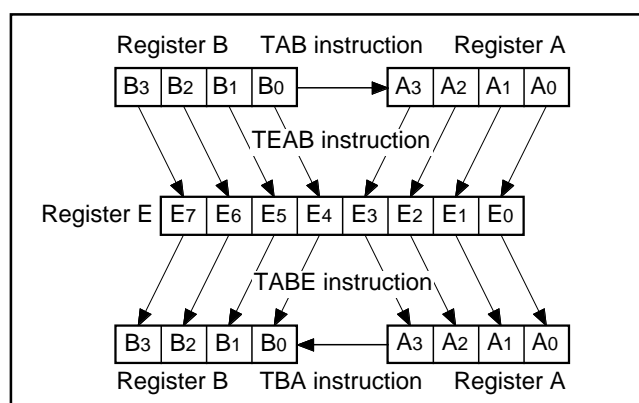 Register B TAB instruction Register A
B3 B2 B1 B0 A3 A2 A1 A0
TEAB instruction
Register E E7 E6 E5 E4 E3 E2 E1 E0
TABE instruction
B3 B2 B1 B0 A3 A2 A1 A0
Register B TBA instruction Register A